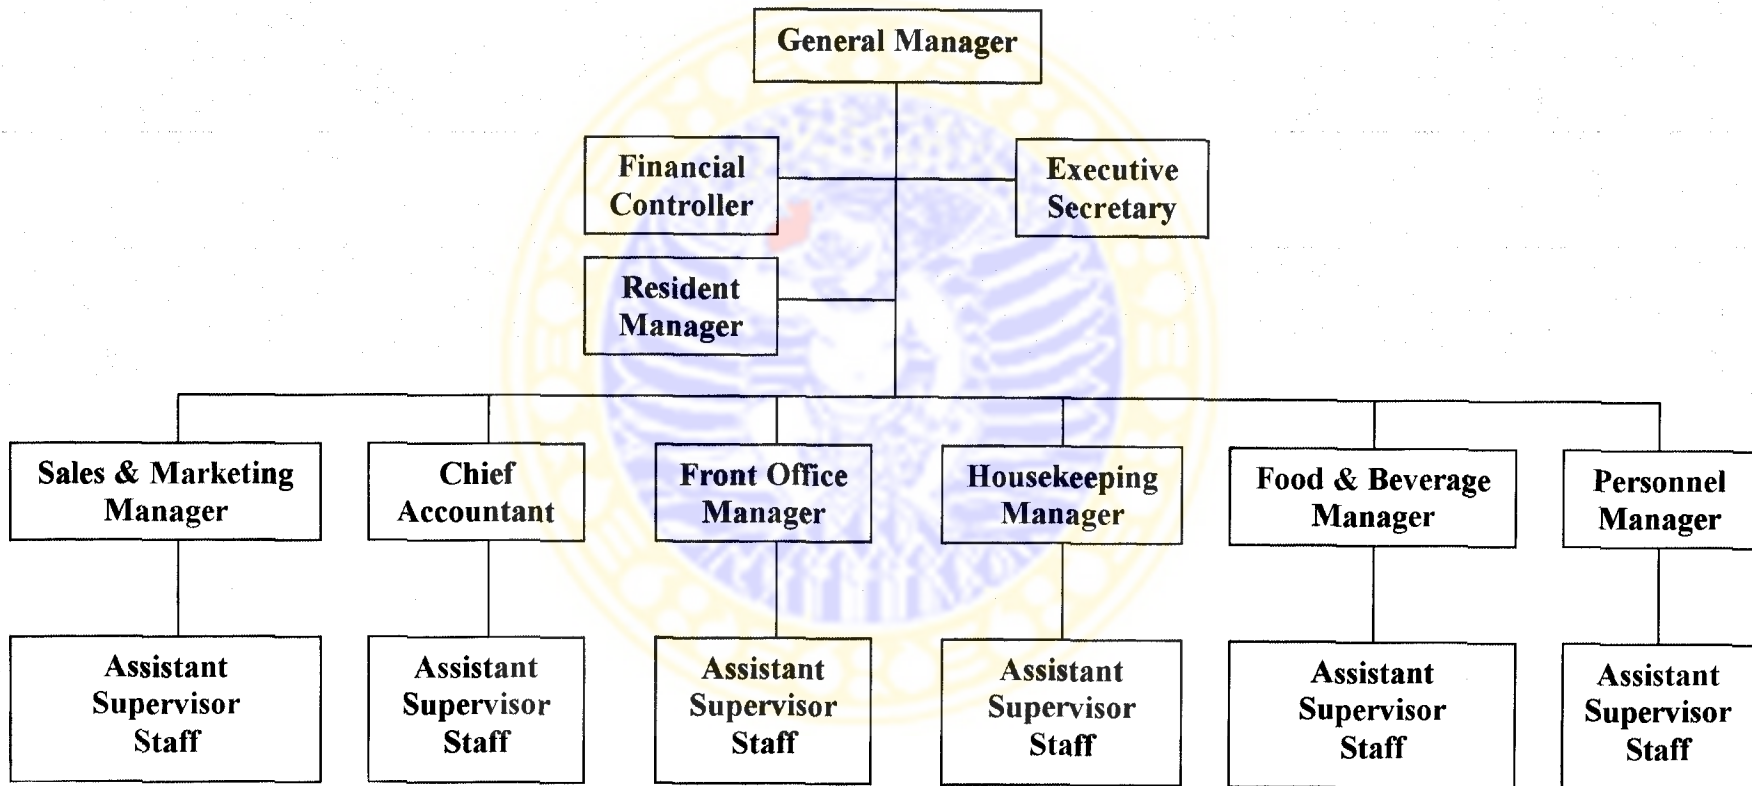 General Manager
Financial
Controller
Executive
Secretary
Resident
Manager
Sales & Marketing
Manager
Chief
Accountant
Front Office
Manager
Housekeeping
Manager
Food & Beverage
Manager
Personnel
Manager
Assistant
Supervisor
Staff
Assistant
Supervisor
Staff
Assistant
Supervisor
Staff
Assistant
Supervisor
Staff
Assistant
Supervisor
Staff
Assistant
Supervisor
Staff